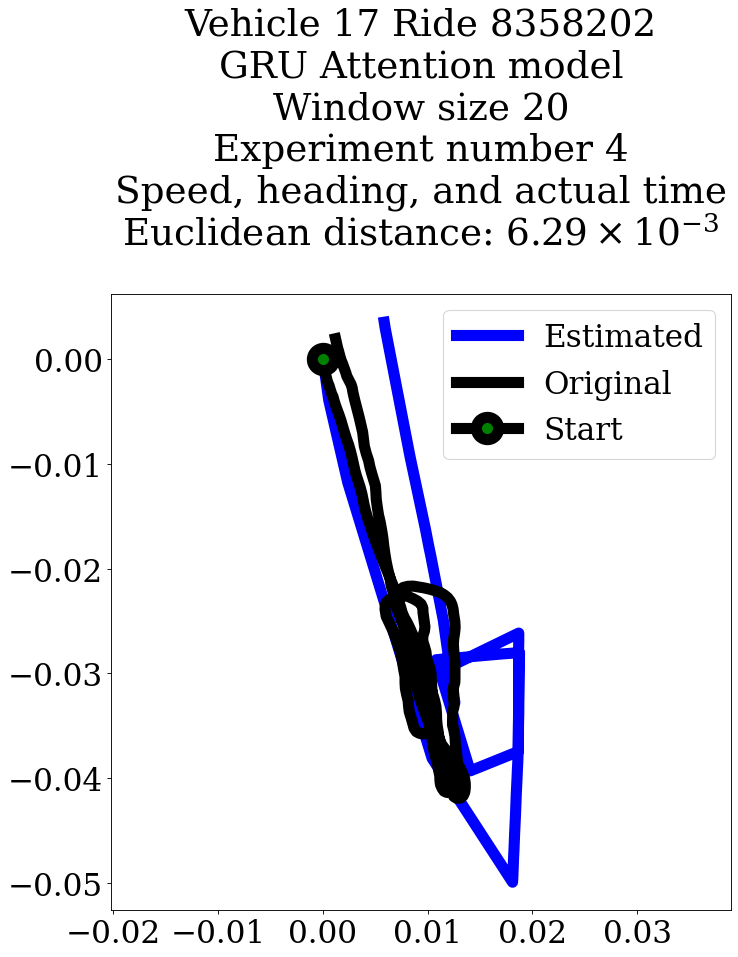 Vehicle 17 Ride 8358202
GRU Attention model
Window size 20
Experiment number 4
Speed, heading, and actual time
Euclidean distance: 6.29 × 10⁻³
Estimated
Original
Start
0.00
−0.01
−0.02
−0.03
−0.04
−0.05
−0.02 −0.01 0.00 0.01 0.02 0.03